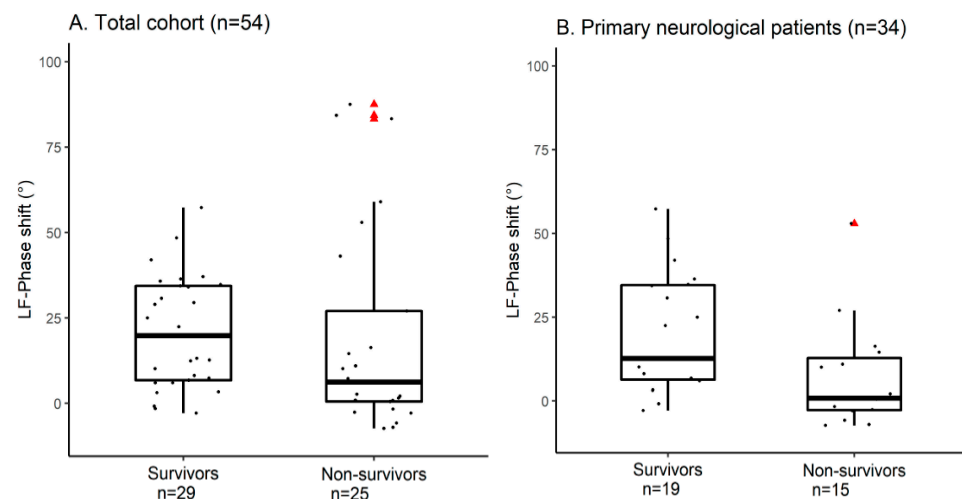 A. Total cohort (n=54)
LF-Phase shift (°)
100
75
50
25
0
Survivors
n=29
Non-survivors
n=25
B. Primary neurological patients (n=34)
LF-Phase shift (°)
100
75
50
25
0
Survivors
n=19
Non-survivors
n=15